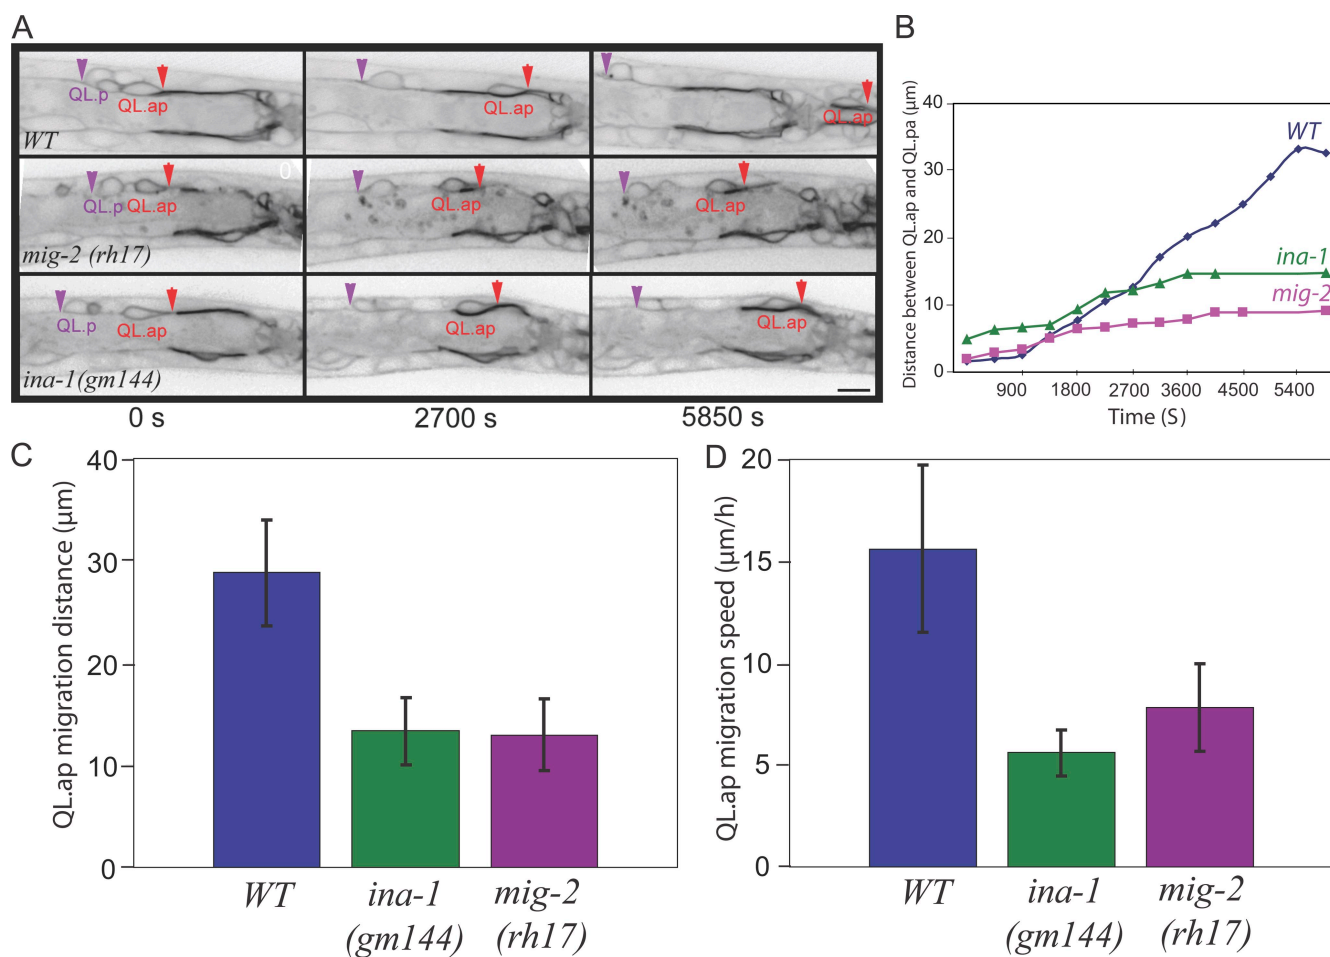 A
QL.p
QL.ap
QL.ap
QL.ap
WT
0
QL.p
QL.ap
QL.ap
QL.ap
mig-2 (rh17)
QL.p
QL.ap
QL.ap
QL.ap
ina-1(gm144)
0 s 2700 s 5850 s
B
Distance between QL.ap and QL.pa (µm)
40
30
20
10
0
WT
ina-1
mig-2
900 1800 2700 3600 4500 5400
Time (S)
C
QL.ap migration distance (µm)
40
30
20
10
0
WT ina-1 mig-2
(gm144) (rh17)
D
QL.ap migration speed (µm/h)
20
15
10
5
0
WT ina-1 mig-2
(gm144) (rh17)